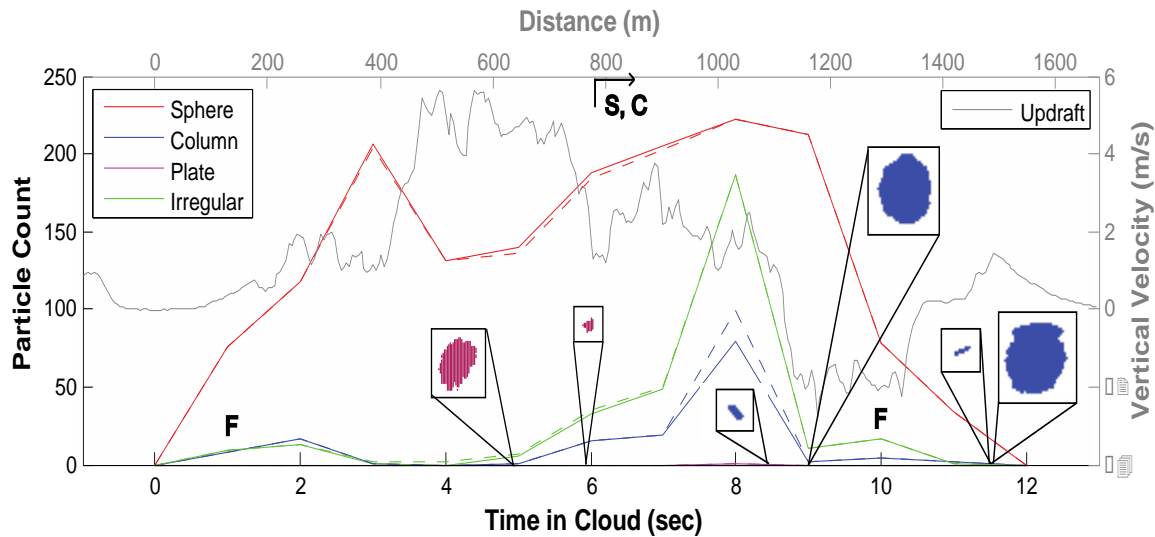 Distance (m)
0 200 400 600 800 1000 1200 1400 1600
250 6
S, C
Sphere
Column
Plate
Irregular
Updraft
200 4
150 2
100 0
50
0
F
F
Particle Count
Vertical Velocity (m/s)
0 2 4 6 8 10 12
Time in Cloud (sec)